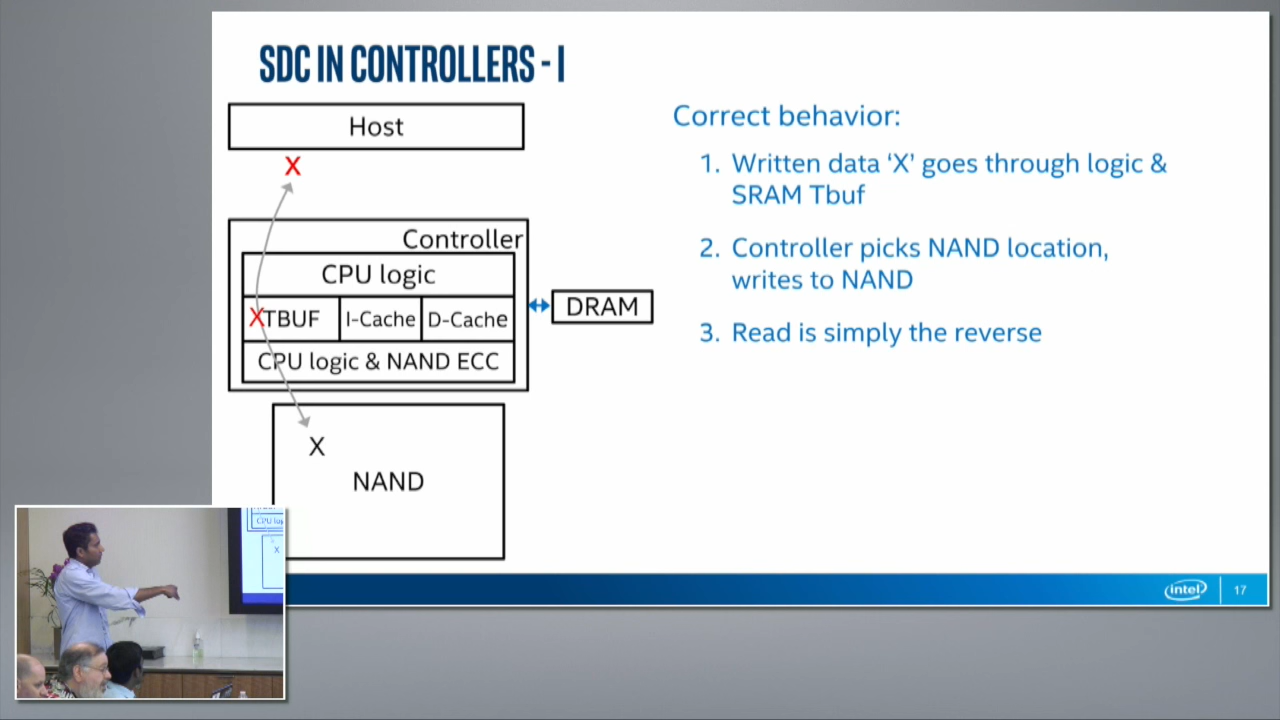 SDC IN CONTROLLERS - I
Host
X
Controller
CPU logic
X
TBUF
I-Cache
D-Cache
CPU logic & NAND ECC
DRAM
X
NAND
Correct behavior:
1. Written data ‘X’ goes through logic &
SRAM Tbuf
2. Controller picks NAND location,
writes to NAND
3. Read is simply the reverse
intel
17
X